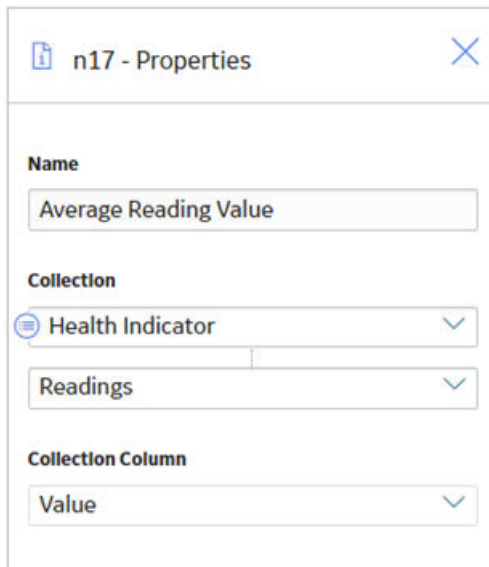 n17 - Properties
Name
Average Reading Value
Collection
Health Indicator
Readings
Collection Column
Value